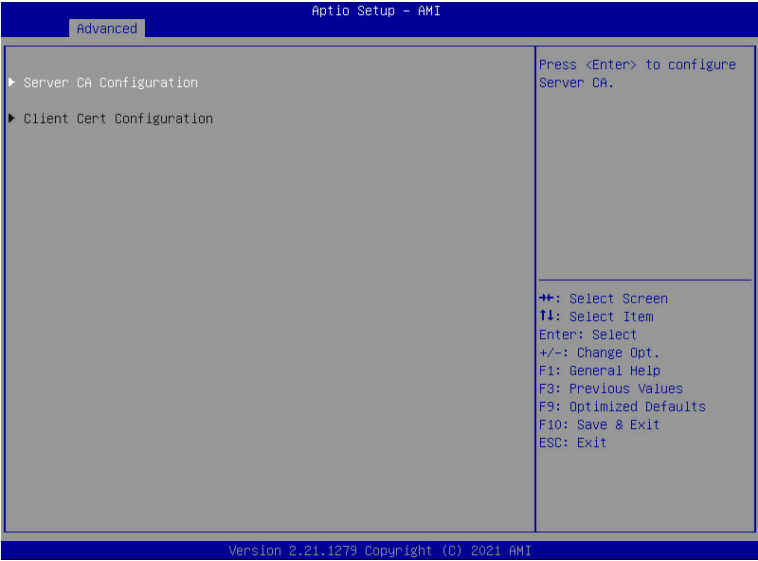 Aptio Setup – AMI
Advanced
Server CA Configuration
Client Cert Configuration
Press <Enter> to configure
Server CA.
→←: Select Screen
↑↓: Select Item
Enter: Select
+/-: Change Opt.
F1: General Help
F3: Previous Values
F9: Optimized Defaults
F10: Save & Exit
ESC: Exit
Version 2.21.1279 Copyright (C) 2021 AMI